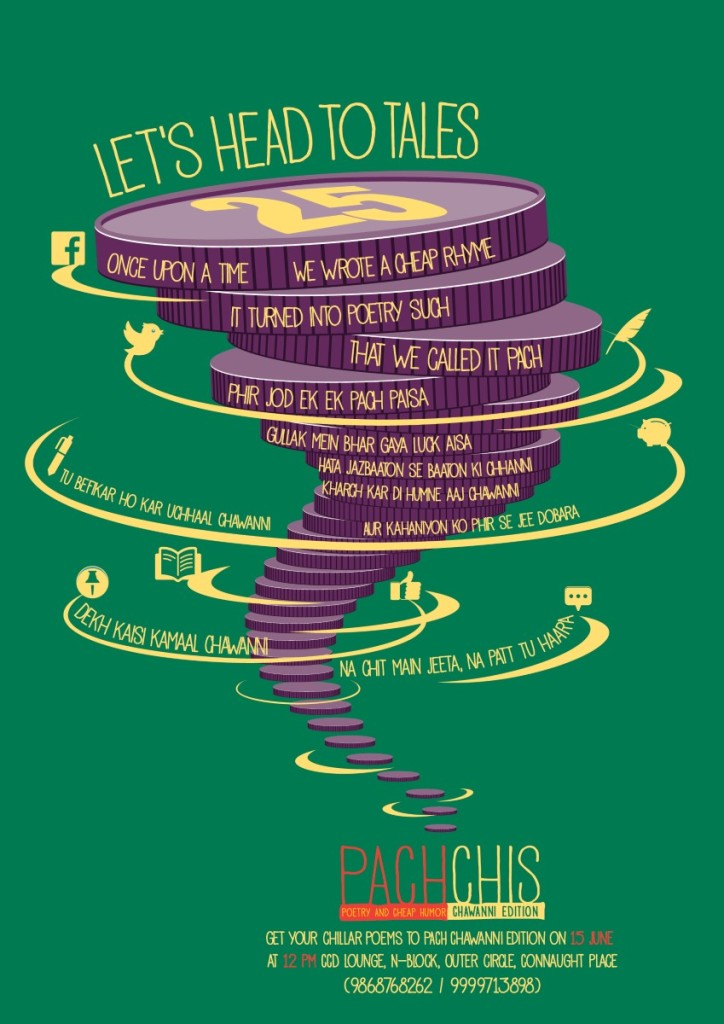 LET'S HEAD TO TALES
25
ONCE UPON A TIME WE WROTE A CHEAP RHYME
IT TURNED INTO POETRY SUCH
THAT WE CALLED IT PACH
PHIR JOD EK EK PACH PAISA
GULLAK MEIN BHAR GAYA LUCK AISA
HATA JAZBAATON SE BAATON KI CHHANNI
KHARCH KAR DI HUMNE AAJ CHAWANNI
TU BEFIKAR HO KAR UCHHAAL CHAWANNI
AUR KAHANIYON KO PHIR SE JEE DOBARA
DEKH KAISI KAMAAL CHAWANNI
NA CHIT MAIN JEETA, NA PATT TU HAARA
PACHCHIS
POETRY AND CHEAP HUMOR CHAWANNI EDITION
GET YOUR CHILLAR POEMS TO PACH CHAWANNI EDITION ON 15 JUNE
AT 12 PM CCD LOUNGE, N-BLOCK, OUTER CIRCLE, CONNAUGHT PLACE
(9868768262 / 9999713898)